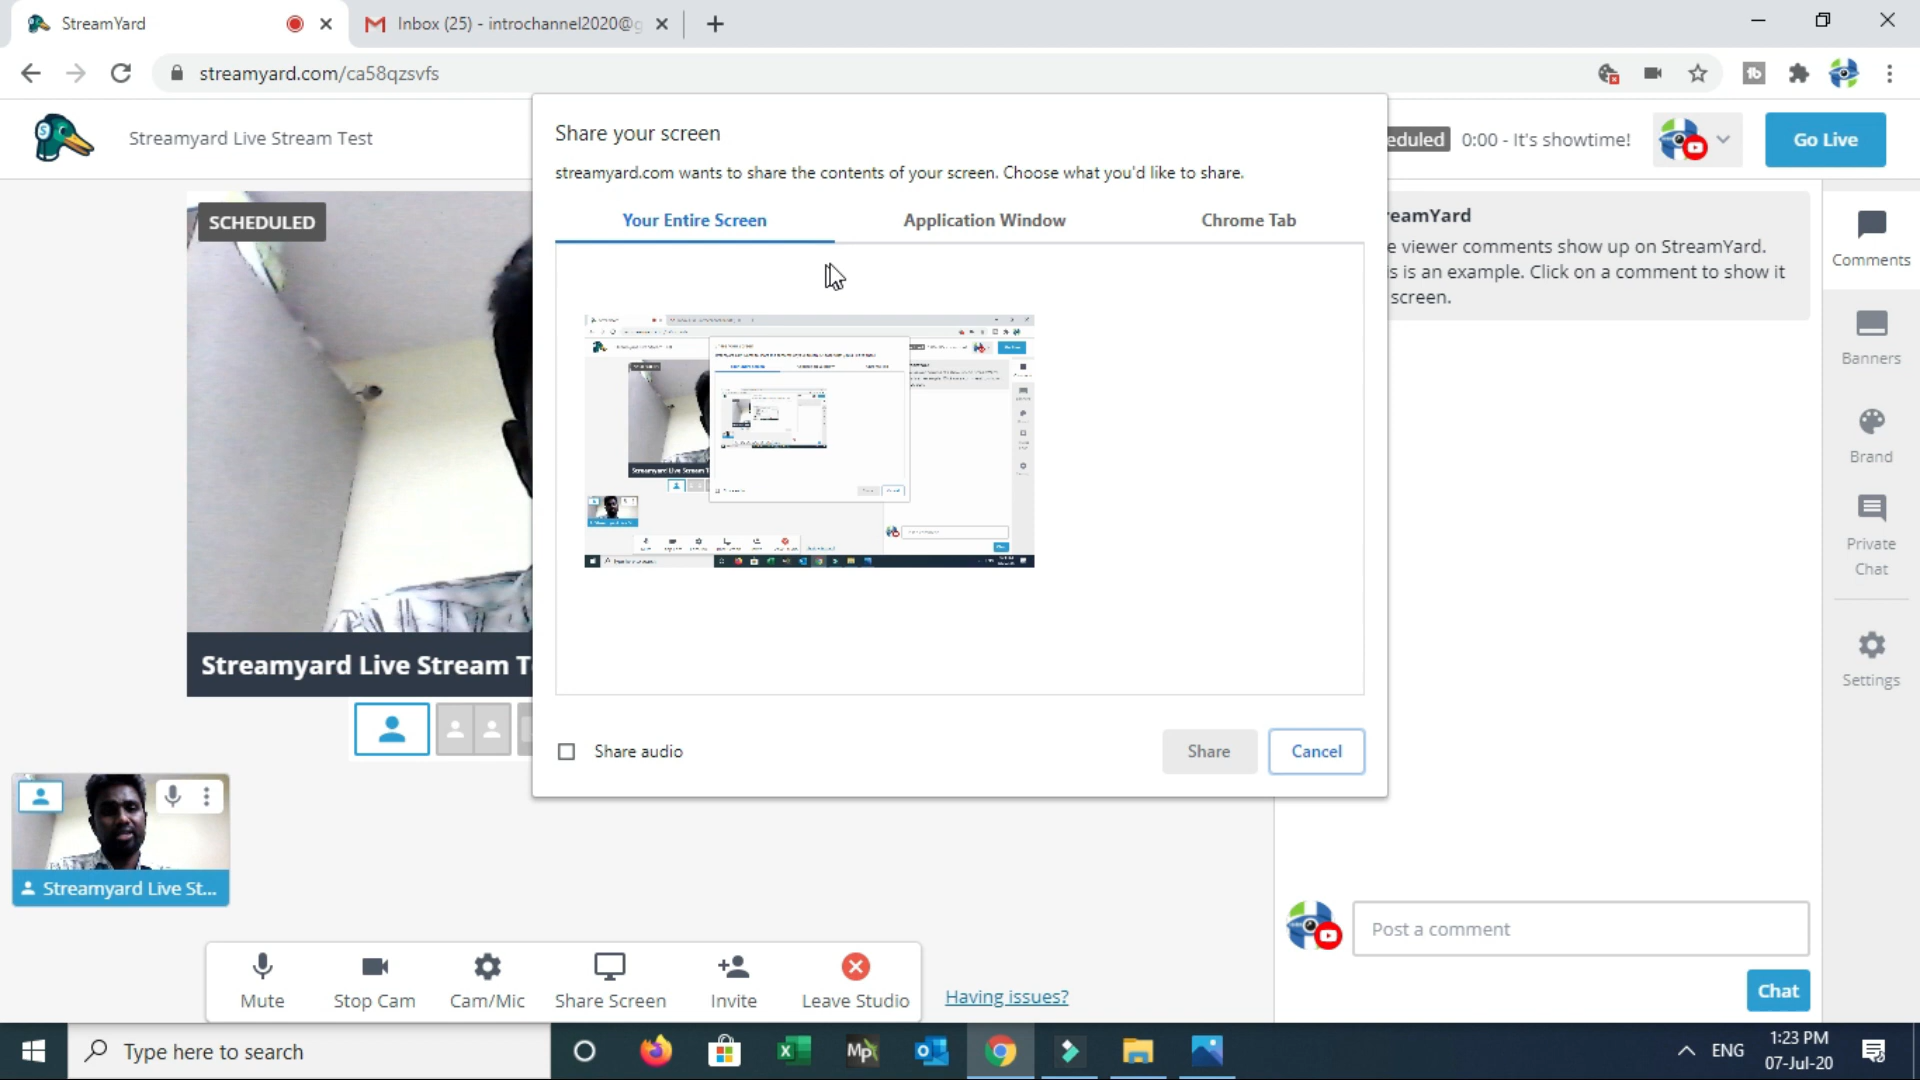 StreamYard
Inbox (25) - introchannel2020@g
streamyard.com/ca58qzsvfs
Streamyard Live Stream Test
Share your screen
streamyard.com wants to share the contents of your screen. Choose what you'd like to share.
Your Entire Screen
Application Window
Chrome Tab
Share audio
Share
Cancel
eduled
0:00 - It's showtime!
Go Live
SCHEDULED
Streamyard Live Stream T
Streamyard Live St...
reamYard
e viewer comments show up on StreamYard.
s is an example. Click on a comment to show it
screen.
Comments
Banners
Brand
Private
Chat
Settings
Post a comment
Chat
Mute
Stop Cam
Cam/Mic
Share Screen
Invite
Leave Studio
Having issues?
Type here to search
Mp
ENG
1:23 PM
07-Jul-20